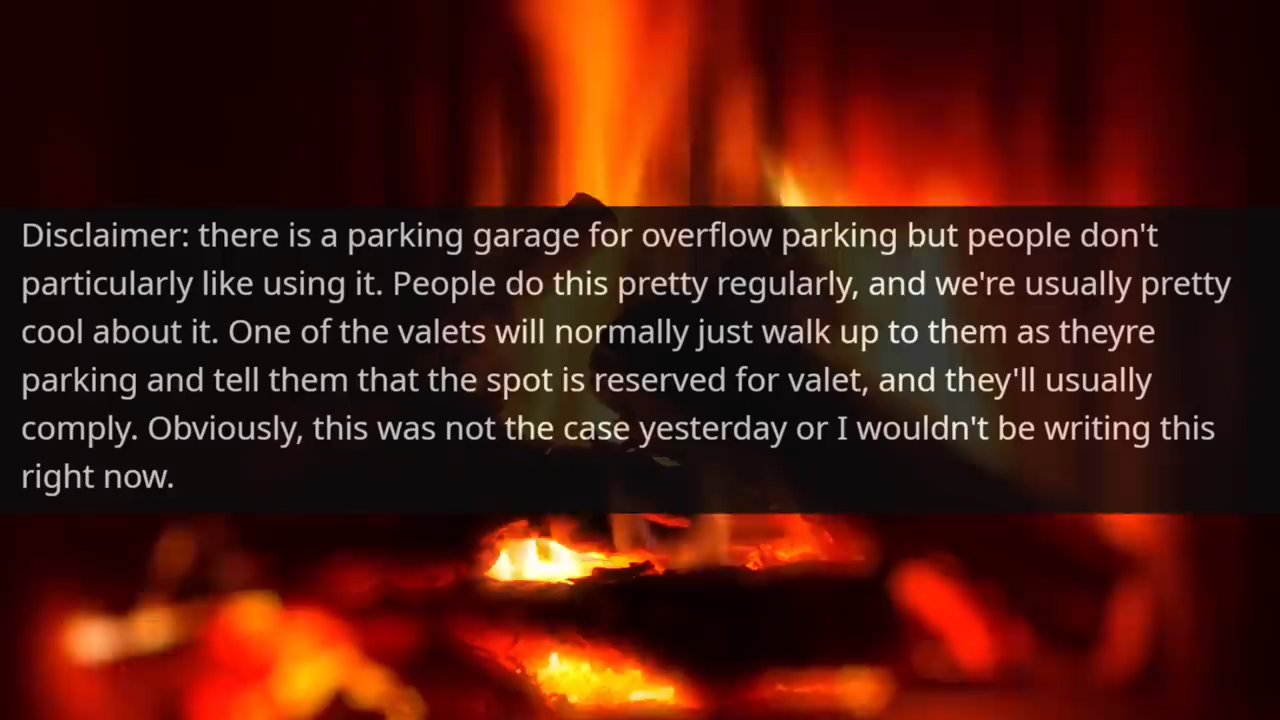 Disclaimer: there is a parking garage for overflow parking but people don't
particularly like using it. People do this pretty regularly, and we're usually pretty
cool about it. One of the valets will normally just walk up to them as theyre
parking and tell them that the spot is reserved for valet, and they'll usually
comply. Obviously, this was not the case yesterday or I wouldn't be writing this
right now.